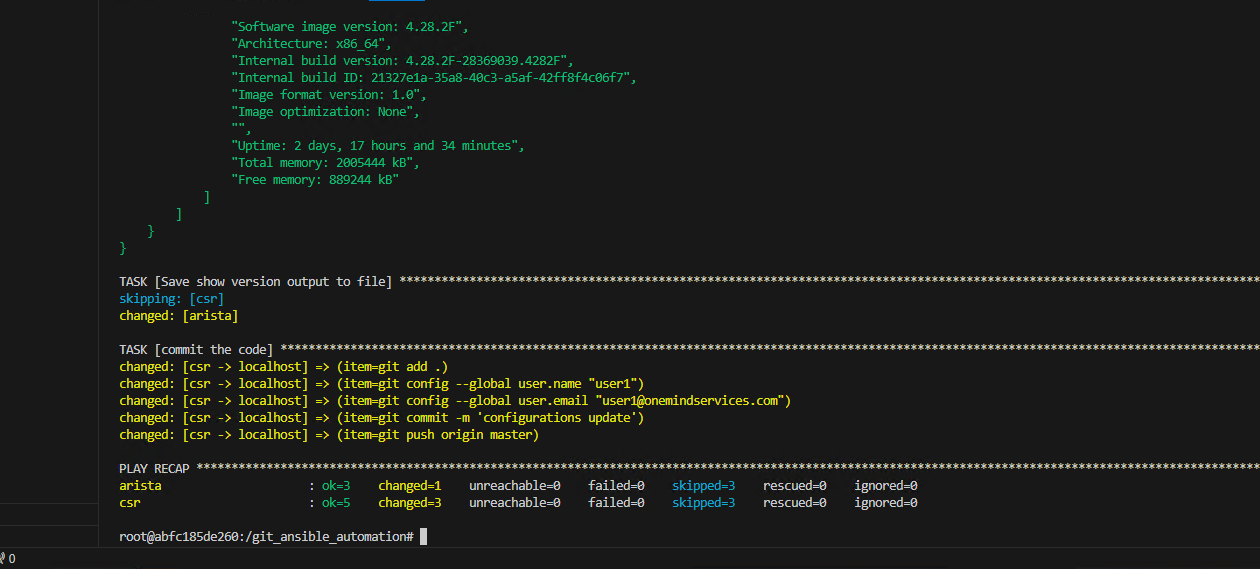 "Software image version: 4.28.2F",
"Architecture: x86_64",
"Internal build version: 4.28.2F-28369039.4282F",
"Internal build ID: 21327e1a-35a8-40c3-a5af-42ff8f4c06f7",
"Image format version: 1.0",
"Image optimization: None",
"",
"Uptime: 2 days, 17 hours and 34 minutes",
"Total memory: 2005444 kB",
"Free memory: 889244 kB"
]
]
}
}
TASK [Save show version output to file] ***************************************************************************************************************************
skipping: [csr]
changed: [arista]
TASK [commit the code] ********************************************************************************************************************************************
changed: [csr -> localhost] => (item=git add .)
changed: [csr -> localhost] => (item=git config --global user.name "user1")
changed: [csr -> localhost] => (item=git config --global user.email "user1@onemindservices.com")
changed: [csr -> localhost] => (item=git commit -m 'configurations update')
changed: [csr -> localhost] => (item=git push origin master)
PLAY RECAP ********************************************************************************************************************************************************
arista : ok=3 changed=1 unreachable=0 failed=0 skipped=3 rescued=0 ignored=0
csr : ok=5 changed=3 unreachable=0 failed=0 skipped=3 rescued=0 ignored=0
root@abfc185de260:/git_ansible_automation#
0